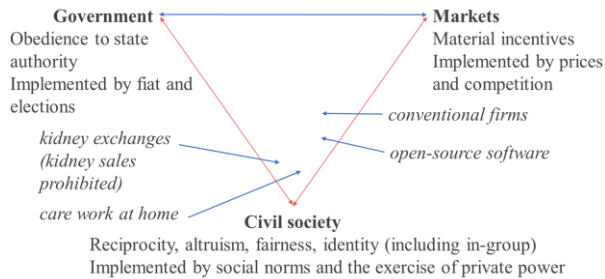 Government
Obedience to state
authority
Implemented by fiat and
elections
Markets
Material incentives
Implemented by prices
and competition
conventional firms
open-source software
kidney exchanges
(kidney sales
prohibited)
care work at home
Civil society
Reciprocity, altruism, fairness, identity (including in-group)
Implemented by social norms and the exercise of private power